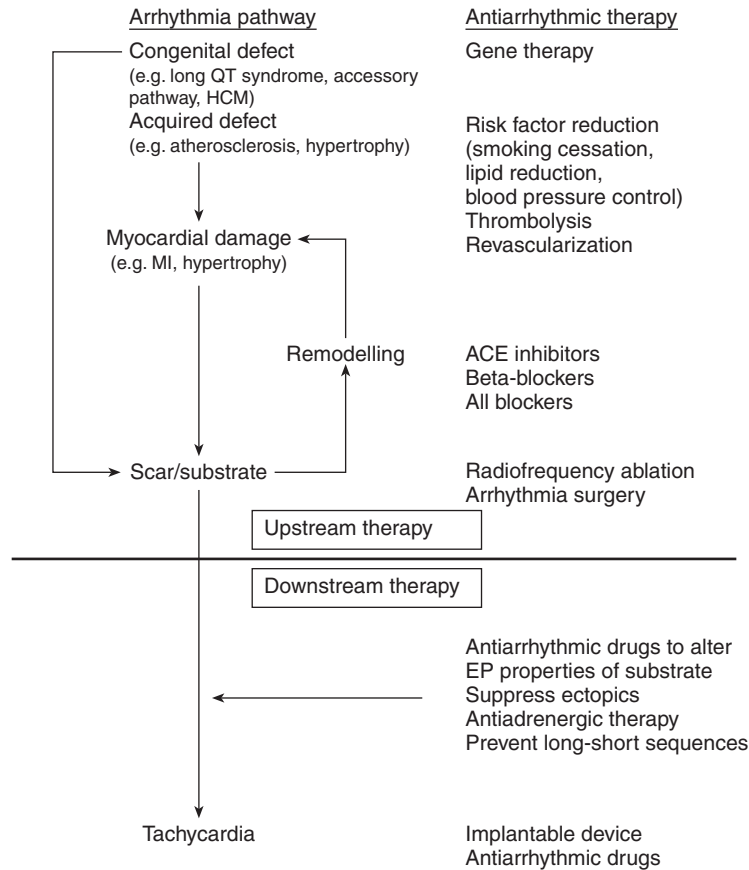 Arrhythmia pathway
Antiarrhythmic therapy
Congenital defect
(e.g. long QT syndrome, accessory
pathway, HCM)
Gene therapy
Acquired defect
(e.g. atherosclerosis, hypertrophy)
Risk factor reduction
(smoking cessation,
lipid reduction,
blood pressure control)
Thrombolysis
Revascularization
Myocardial damage
(e.g. MI, hypertrophy)
Remodelling
ACE inhibitors
Beta-blockers
All blockers
Scar/substrate
Radiofrequency ablation
Arrhythmia surgery
Upstream therapy
Downstream therapy
Antiarrhythmic drugs to alter
EP properties of substrate
Suppress ectopics
Antiadrenergic therapy
Prevent long-short sequences
Tachycardia
Implantable device
Antiarrhythmic drugs